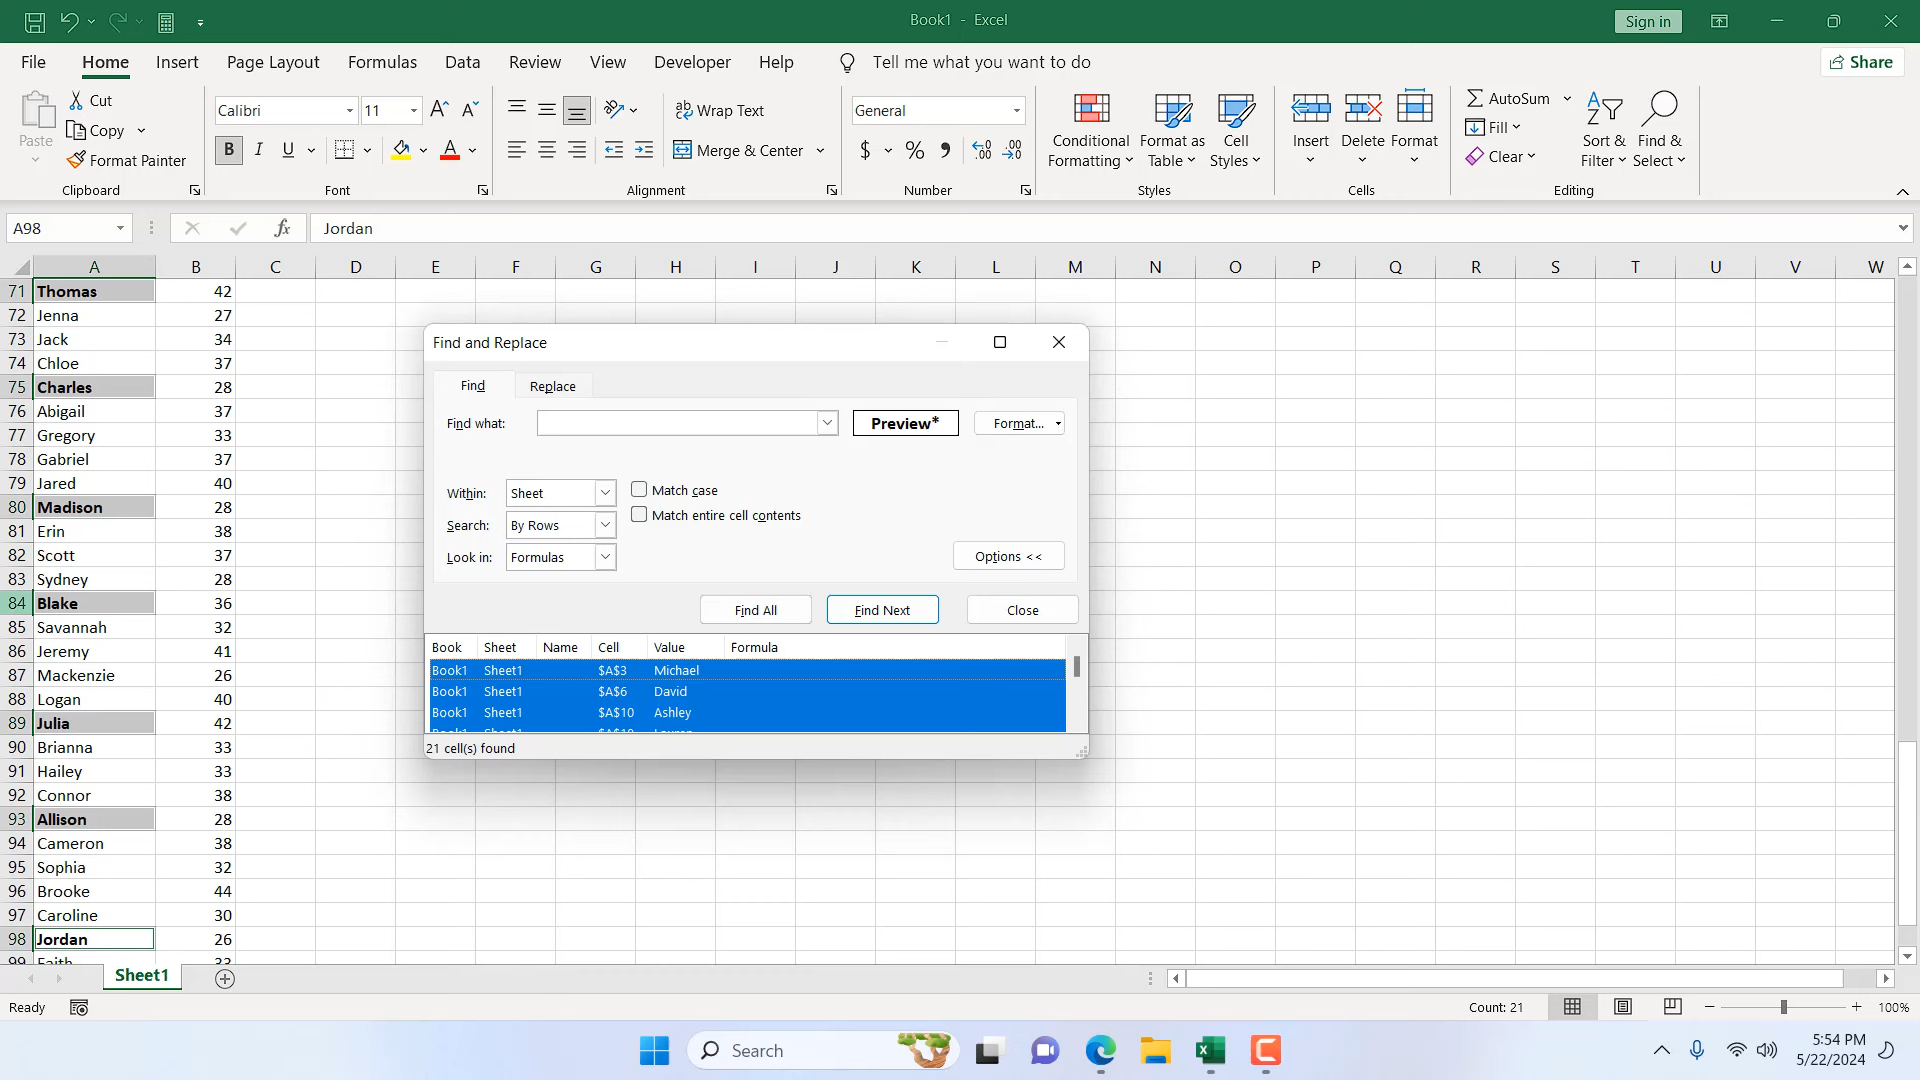 Book1 - Excel
Sign in
File Home Insert Page Layout Formulas Data Review View Developer Help Tell me what you want to do Share
Paste
Cut
Copy
Format Painter
Clipboard
Calibri 11
B I U A
Font
Wrap Text
Merge & Center
Alignment
General
$ % 9 .00 .00
Number
Conditional Formatting
Format as Table
Cell Styles
Styles
Insert Delete Format
Cells
AutoSum
Fill
Clear
Sort & Filter
Find & Select
Editing
A98 fx Jordan
A B C D E F G H I J K L M N O P Q R S T U V W
71 Thomas 42
72 Jenna 27
73 Jack 34
74 Chloe 37
75 Charles 28
76 Abigail 37
77 Gregory 33
78 Gabriel 37
79 Jared 40
80 Madison 28
81 Erin 38
82 Scott 37
83 Sydney 28
84 Blake 36
85 Savannah 32
86 Jeremy 41
87 Mackenzie 26
88 Logan 40
89 Julia 42
90 Brianna 33
91 Hailey 33
92 Connor 38
93 Allison 28
94 Cameron 38
95 Sophia 32
96 Brooke 44
97 Caroline 30
98 Jordan 26
99 Faith 33
Find and Replace
Find Replace
Find what: Preview* Format...
Within: Sheet Match case
Search: By Rows Match entire cell contents
Look in: Formulas Options <<
Find All Find Next Close
Book Sheet Name Cell Value Formula
Book1 Sheet1 $A$3 Michael
Book1 Sheet1 $A$6 David
Book1 Sheet1 $A$10 Ashley
21 cell(s) found
Sheet1
Ready Count: 21 100%
Search
5:54 PM
5/22/2024